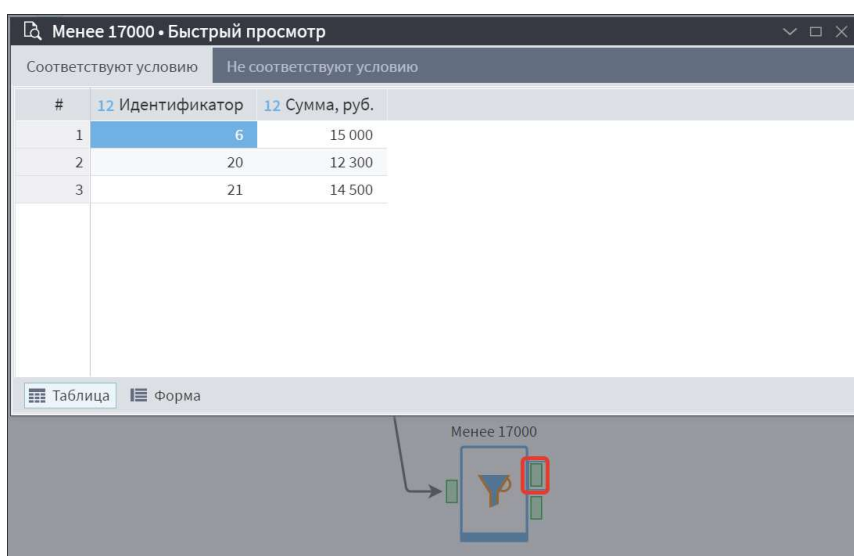 Менее 17000 • Быстрый просмотр
Соответствуют условию Не соответствуют условию
# 12 Идентификатор 12 Сумма, руб.
1 6 15 000
2 20 12 300
3 21 14 500
Таблица Форма
Менее 17000